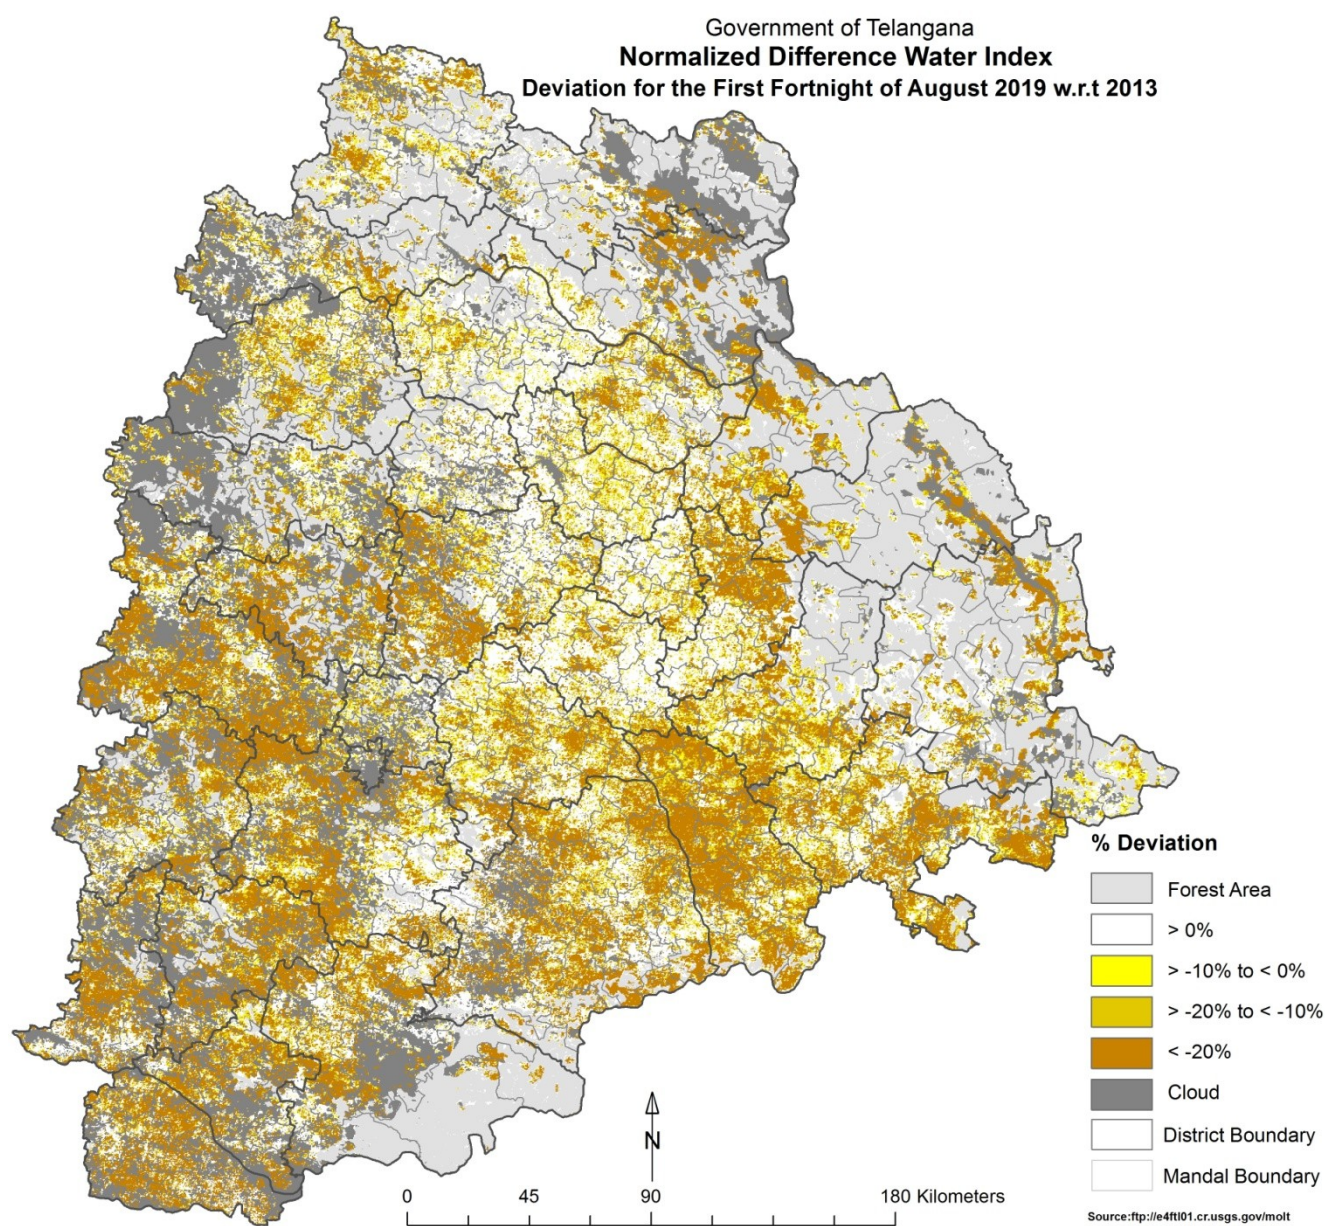 Government of Telangana
Normalized Difference Water Index
Deviation for the First Fortnight of August 2019 w.r.t 2013
% Deviation
Forest Area
> 0%
> -10% to < 0%
> -20% to < -10%
< -20%
Cloud
District Boundary
Mandal Boundary
N
0 45 90 180 Kilometers
Source:ftp://e4ftl01.cr.usgs.gov/molt